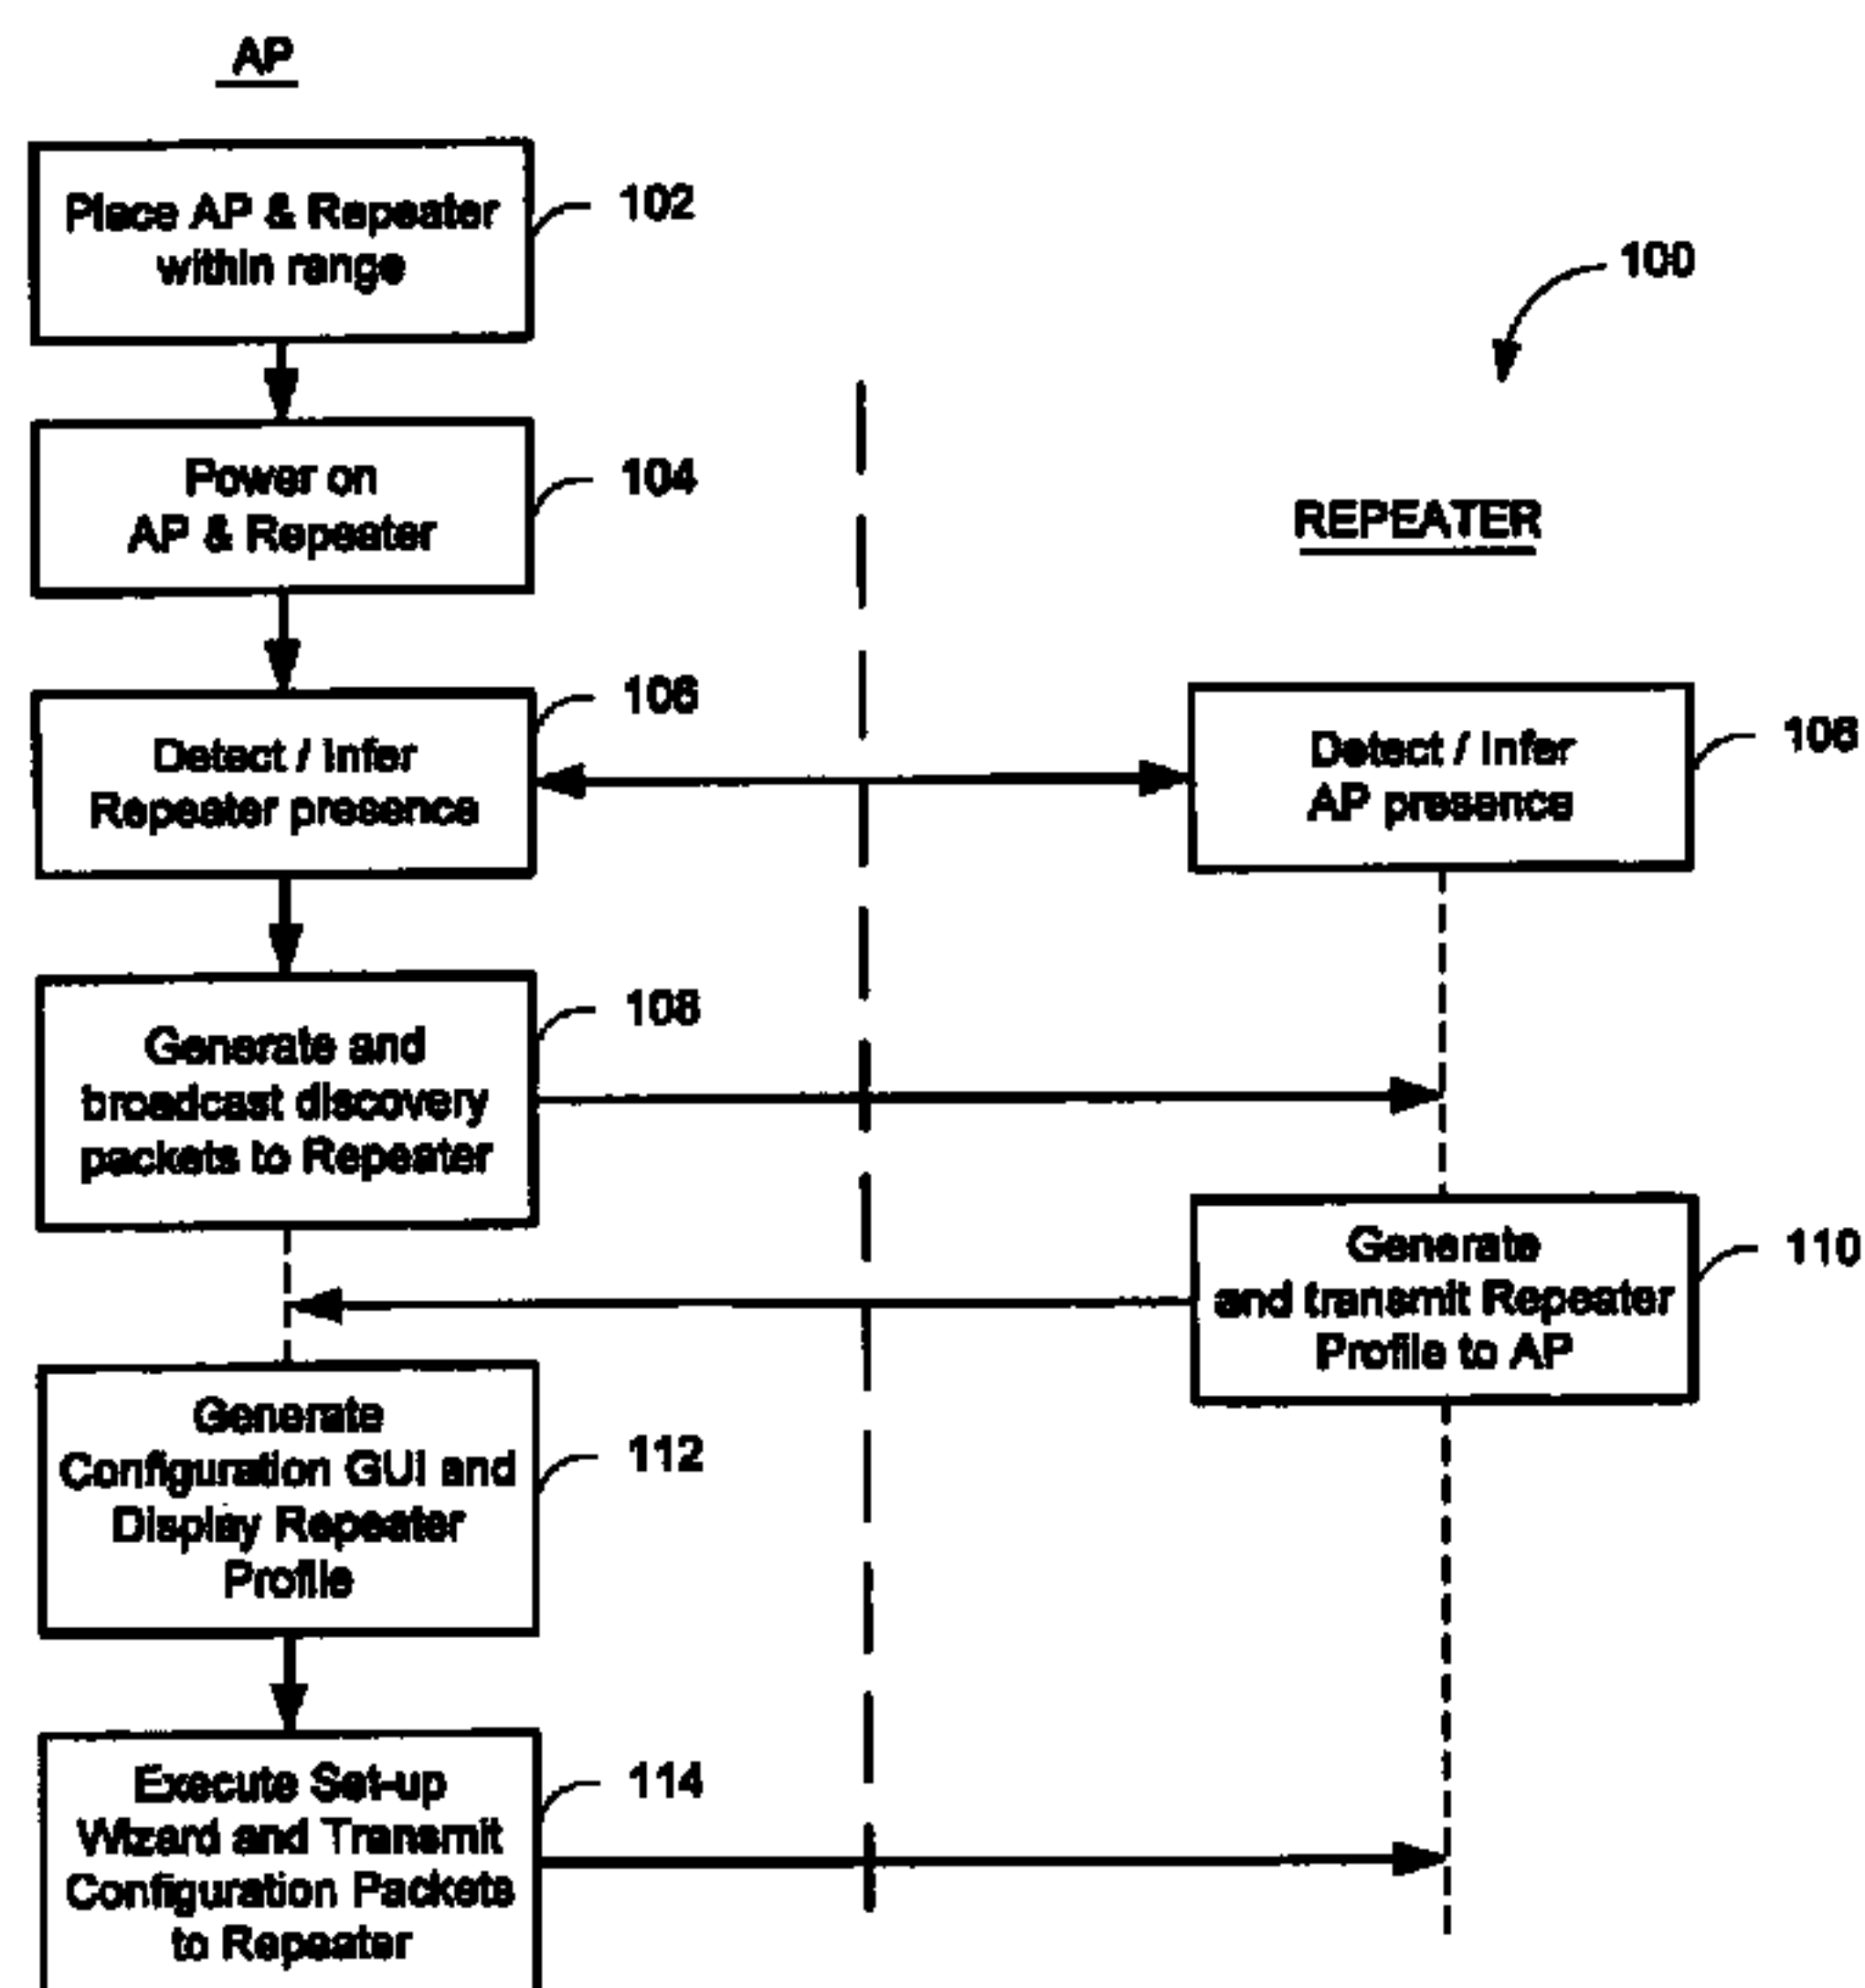 AP
Place AP & Repeater
within range
102
100
Power on
AP & Repeater
104
REPEATER
Detect / Infer
Repeater presence
106
Detect / Infer
AP presence
106
Generate and
broadcast discovery
packets to Repeater
108
Generate
and transmit Repeater
Profile to AP
110
Generate
Configuration GUI and
Display Repeater
Profile
112
Execute Set-up
Wizard and Transmit
Configuration Packets
to Repeater
114